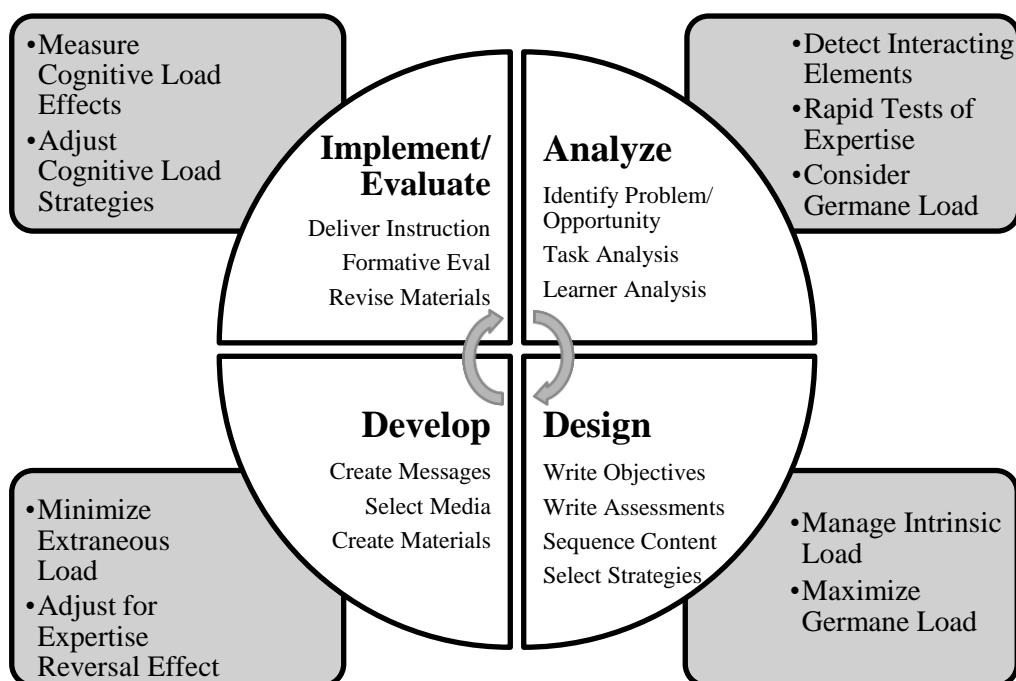 •Measure
Cognitive Load
Effects
•Adjust
Cognitive Load
Strategies
Implement/
Evaluate
Deliver Instruction
Formative Eval
Revise Materials
Analyze
Identify Problem/
Opportunity
Task Analysis
Learner Analysis
•Detect Interacting
Elements
•Rapid Tests of
Expertise
•Consider
Germane Load
•Minimize
Extraneous
Load
•Adjust for
Expertise
Reversal Effect
Develop
Create Messages
Select Media
Create Materials
Design
Write Objectives
Write Assessments
Sequence Content
Select Strategies
•Manage Intrinsic
Load
•Maximize
Germane Load